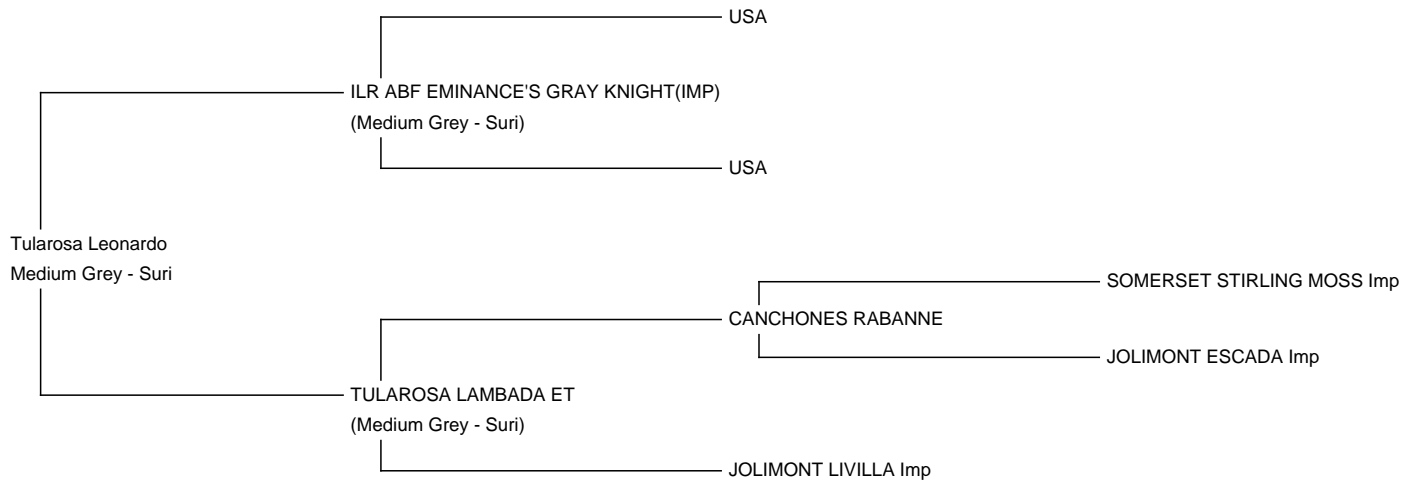 USA
ILR ABF EMINANCE'S GRAY KNIGHT(IMP)
(Medium Grey - Suri)
USA
Tularosa Leonardo
Medium Grey - Suri
SOMERSET STIRLING MOSS Imp
CANCHONES RABANNE
JOLIMONT ESCADA Imp
TULAROSA LAMBADA ET
(Medium Grey - Suri)
JOLIMONT LIVILLA Imp